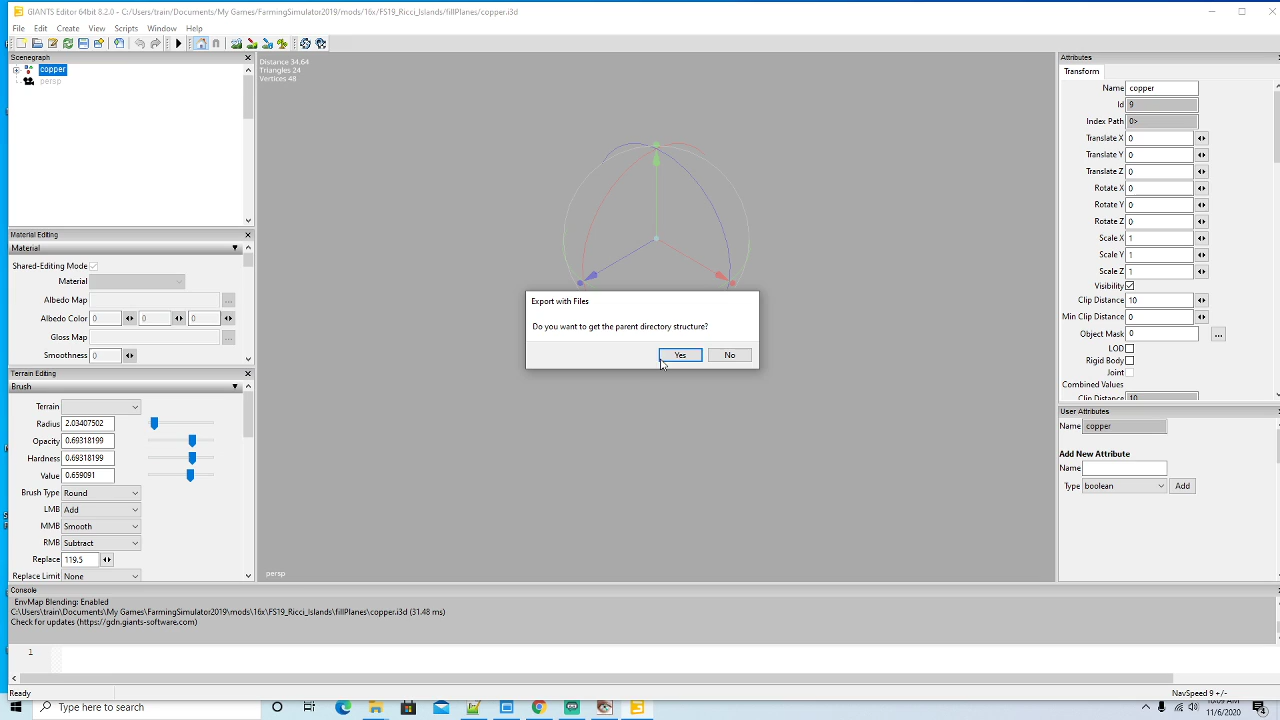 GIANTS Editor 64bit 8.2.0 - C:/Users/train/Documents/My Games/FarmingSimulator2019/mods/16x/FS19_Ricci_Islands/fillPlanes/copper.i3d
File Edit Create View Scripts Window Help
Scenegraph
copper
persp
Material Editing
Material
Shared-Editing Mode
Material
Albedo Map ...
Albedo Color 0 0 0
Gloss Map ...
Smoothness 0
Terrain Editing
Brush
Terrain
Radius 2.03407502
Opacity 0.69318199
Hardness 0.69318199
Value 0.659091
Brush Type Round
LMB Add
MMB Smooth
RMB Subtract
Replace 119.5
Replace Limit None
Distance 34,64
Triangles 24
Vertices 48
Export with Files
Do you want to get the parent directory structure?
Yes No
persp
Attributes
Transform
Name copper
Id 9
Index Path 0>
Translate X 0
Translate Y 0
Translate Z 0
Rotate X 0
Rotate Y 0
Rotate Z 0
Scale X 1
Scale Y 1
Scale Z 1
Visibility
Clip Distance 10
Min Clip Distance 0
Object Mask 0 ...
LOD
Rigid Body
Joint
Combined Values
Clip Distance 10
User Attributes
Name copper
Add New Attribute
Name
Type boolean Add
Console
EnvMap Blending: Enabled
C:\Users\train\Documents\My Games\FarmingSimulator2019\mods\16x\FS19_Ricci_Islands\fillPlanes\copper.i3d (31.48 ms)
Check for updates (https://gdn.giants-software.com)
1
Ready NavSpeed 9 +/-
Type here to search
10:09 AM
11/6/2020